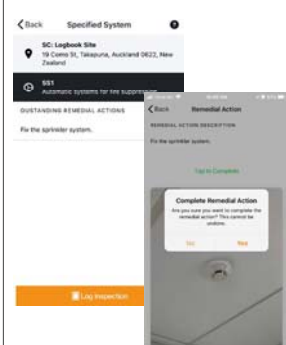 Back
Specified System
SC: Logbook Site
19 Como St, Takapuna, Auckland 0622, New
Zealand
SS1
Automatic systems for fire suppression
OUSTANDING REMEDIAL ACTIONS
Fix the sprinkler system.
Log Inspection
Back
Remedial Action
REMEDIAL ACTION DESCRIPTION
Fix the sprinkler system.
Tap to Complete
Complete Remedial Action
Are you sure you want to complete the
remedial action? This cannot be
undone.
No
Yes